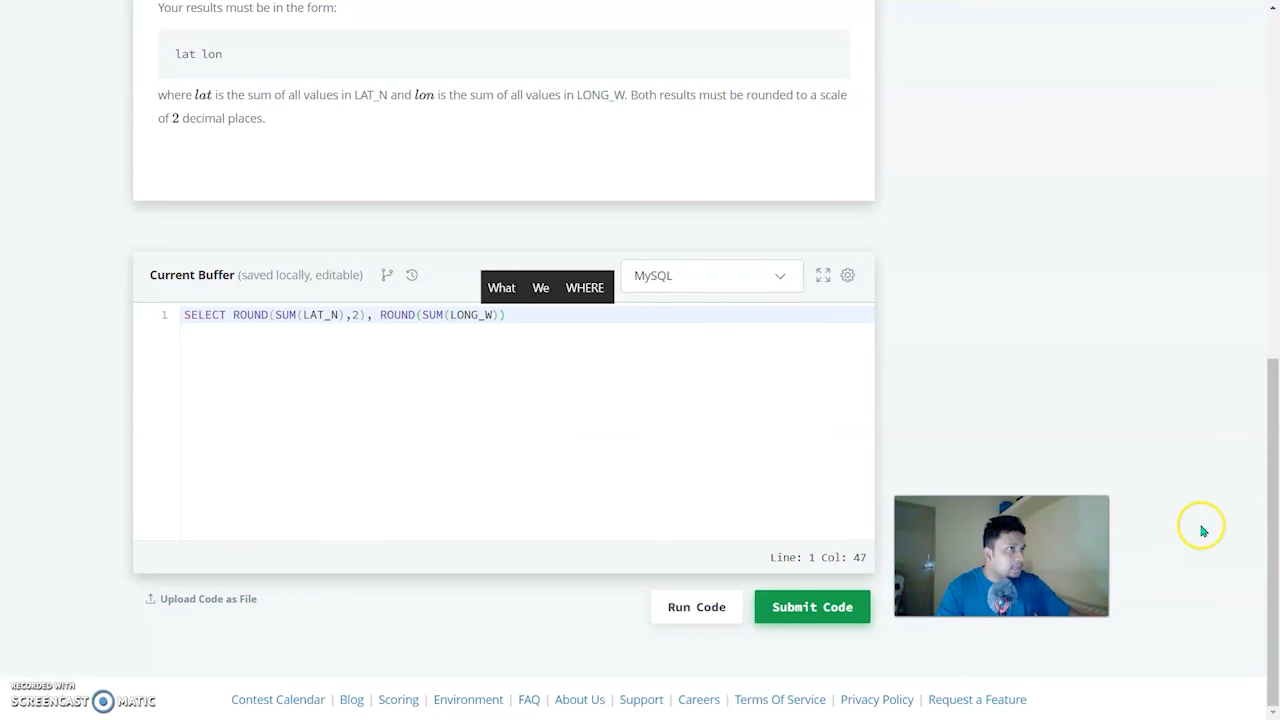 Your results must be in the form:
lat lon
where lat is the sum of all values in LAT_N and lon is the sum of all values in LONG_W. Both results must be rounded to a scale
of 2 decimal places.
Current Buffer (saved locally, editable)
What We WHERE
MySQL
1 SELECT ROUND(SUM(LAT_N),2), ROUND(SUM(LONG_W))
Line: 1 Col: 47
Upload Code as File
Run Code
Submit Code
RECORDED WITH
SCREENCAST MATIC
Contest Calendar | Blog | Scoring | Environment | FAQ | About Us | Support | Careers | Terms Of Service | Privacy Policy | Request a Feature